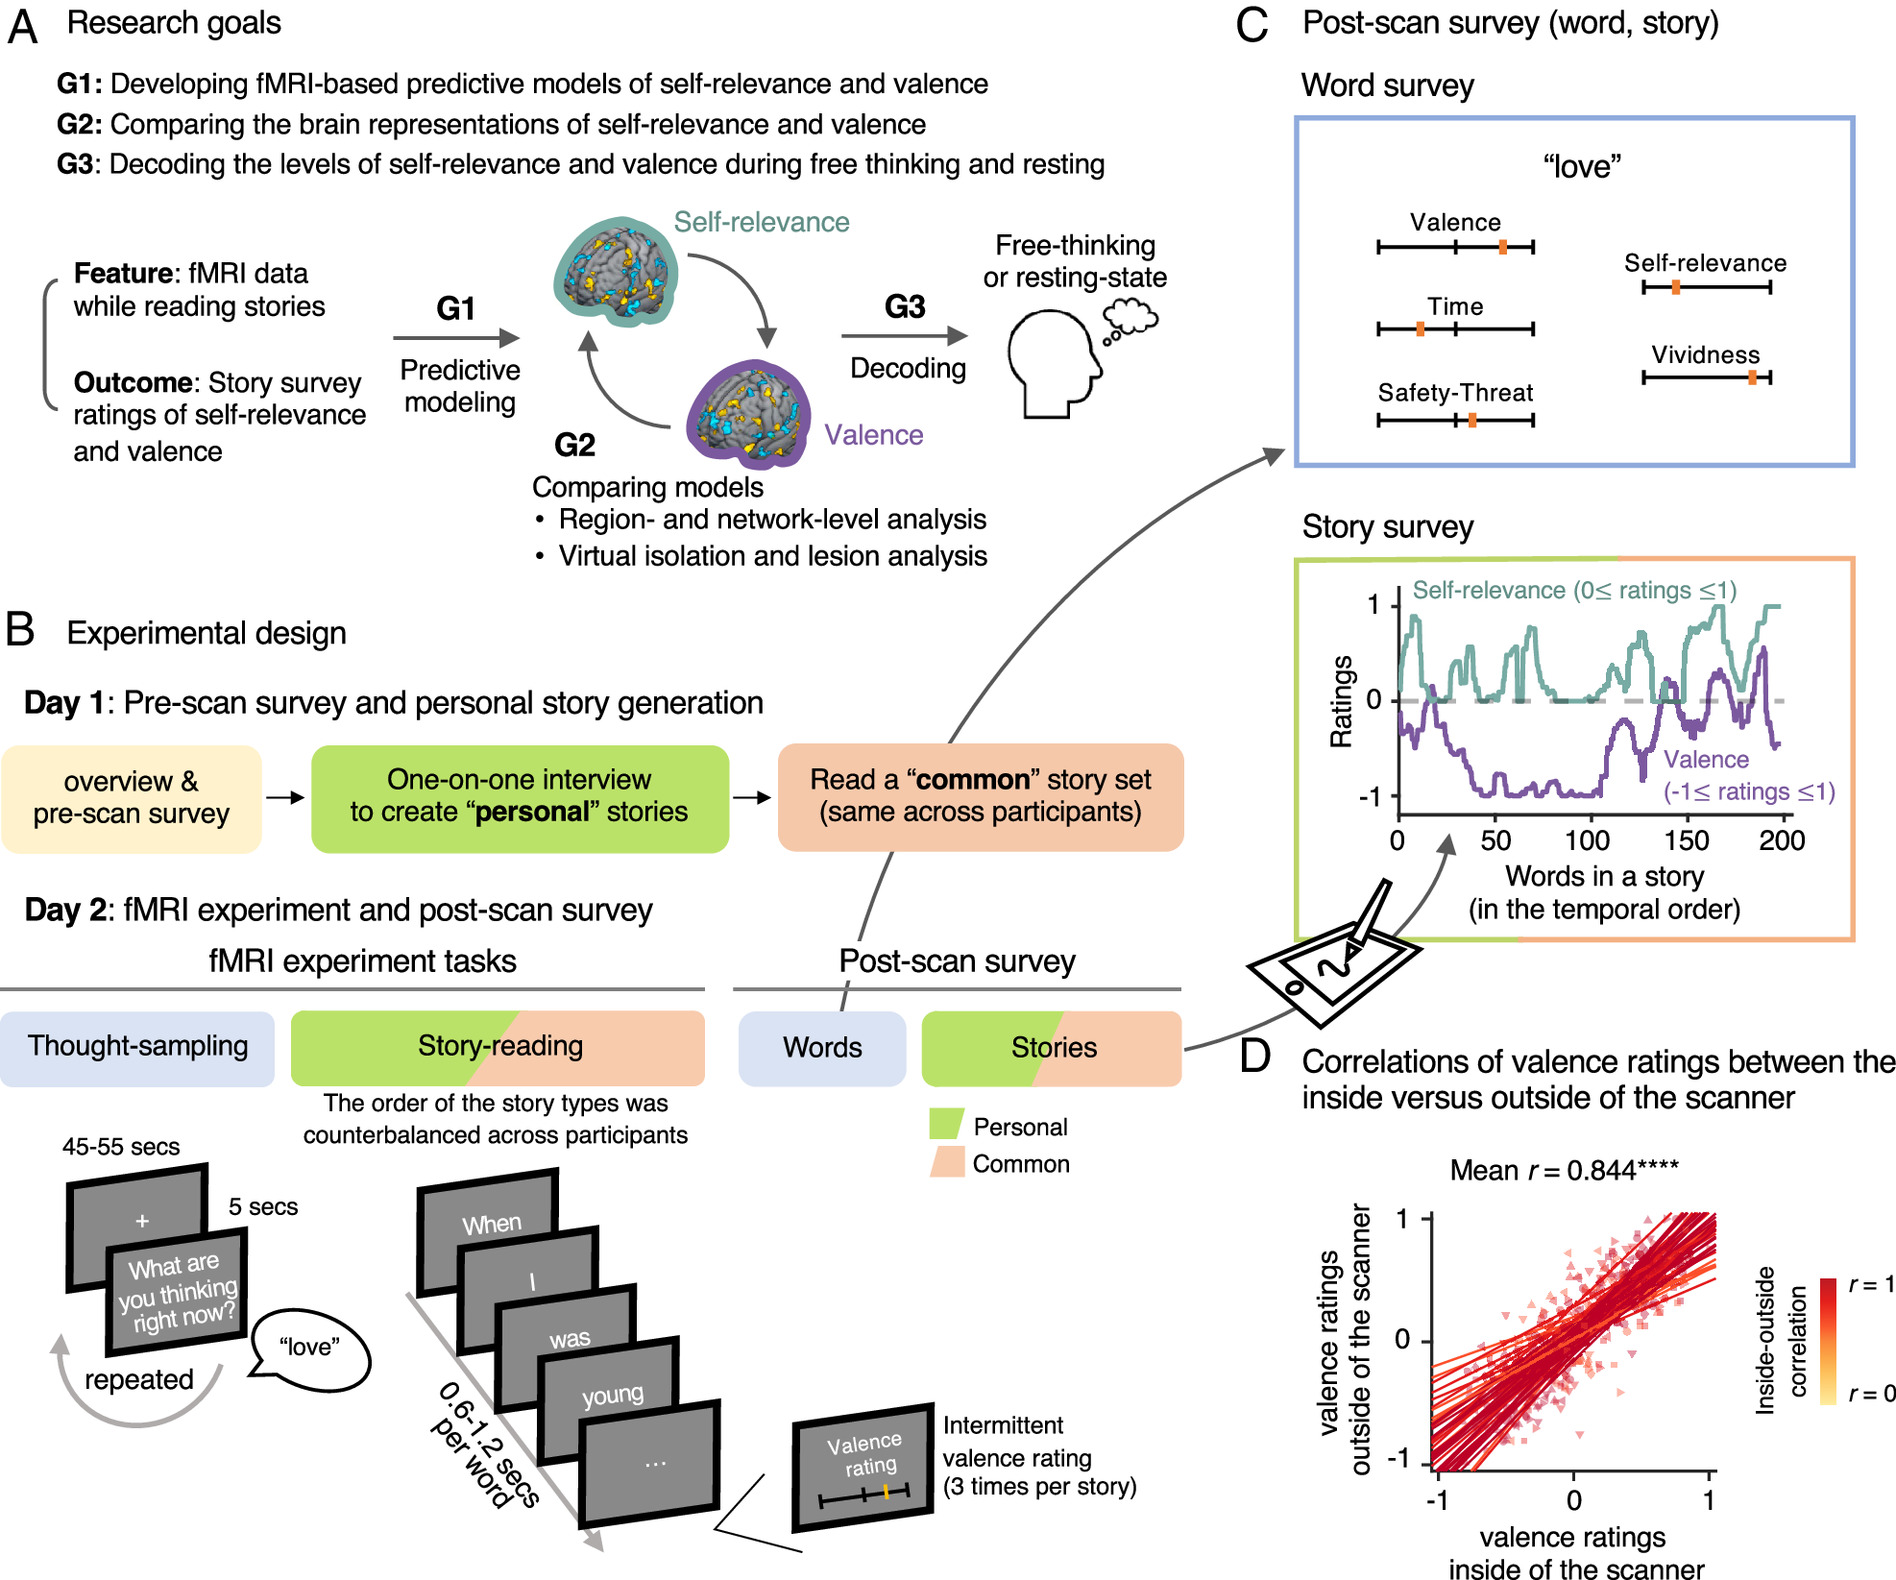 A Research goals
G1: Developing fMRI-based predictive models of self-relevance and valence
G2: Comparing the brain representations of self-relevance and valence
G3: Decoding the levels of self-relevance and valence during free thinking and resting
Feature: fMRI data
while reading stories
Outcome: Story survey
ratings of self-relevance
and valence
G1
Predictive
modeling
Self-relevance
Valence
G2
Comparing models
• Region- and network-level analysis
• Virtual isolation and lesion analysis
G3
Decoding
Free-thinking
or resting-state
B Experimental design
Day 1: Pre-scan survey and personal story generation
overview &
pre-scan survey
One-on-one interview
to create “personal” stories
Read a “common” story set
(same across participants)
Day 2: fMRI experiment and post-scan survey
fMRI experiment tasks
Post-scan survey
Thought-sampling
Story-reading
Words
Stories
The order of the story types was
counterbalanced across participants
Personal
Common
45-55 secs
+
5 secs
What are
you thinking
right now?
“love”
repeated
When
I
was
young
...
0.6-1.2 secs
per word
Valence
rating
Intermittent
valence rating
(3 times per story)
C Post-scan survey (word, story)
Word survey
“love”
Valence
Time
Safety-Threat
Self-relevance
Vividness
Story survey
Self-relevance (0≤ ratings ≤1)
1
0
-1
Ratings
Valence
(-1≤ ratings ≤1)
0 50 100 150 200
Words in a story
(in the temporal order)
D Correlations of valence ratings between the
inside versus outside of the scanner
Mean r = 0.844****
valence ratings
outside of the scanner
1
0
-1
-1 0 1
valence ratings
inside of the scanner
Inside-outside
correlation
r = 1
r = 0